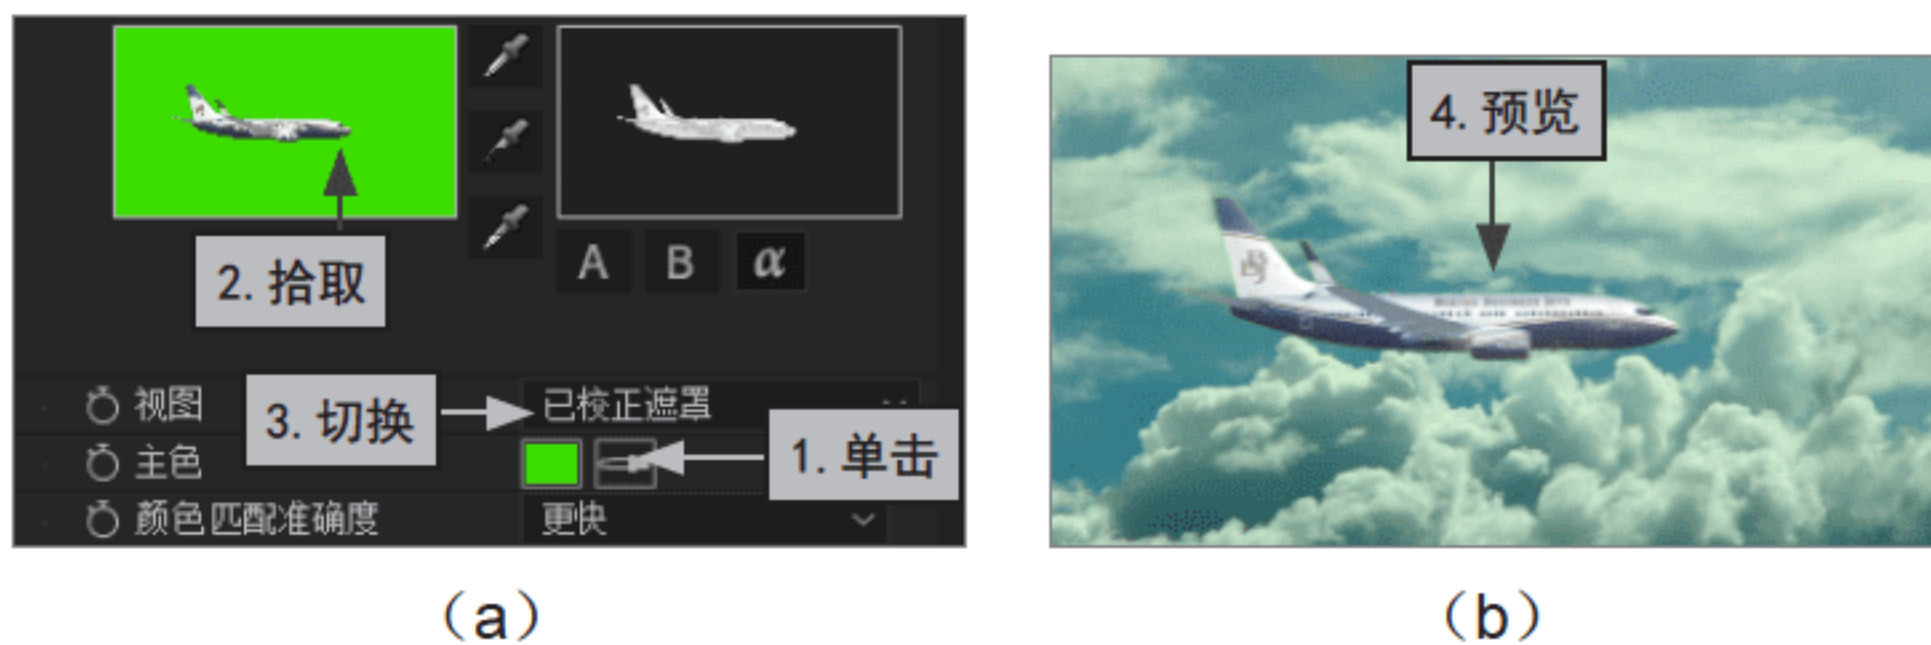 4. 预览
A B α
2. 拾取
视图
3. 切换
已校正遮罩
主色
1. 单击
颜色匹配准确度
更快
(a)
(b)